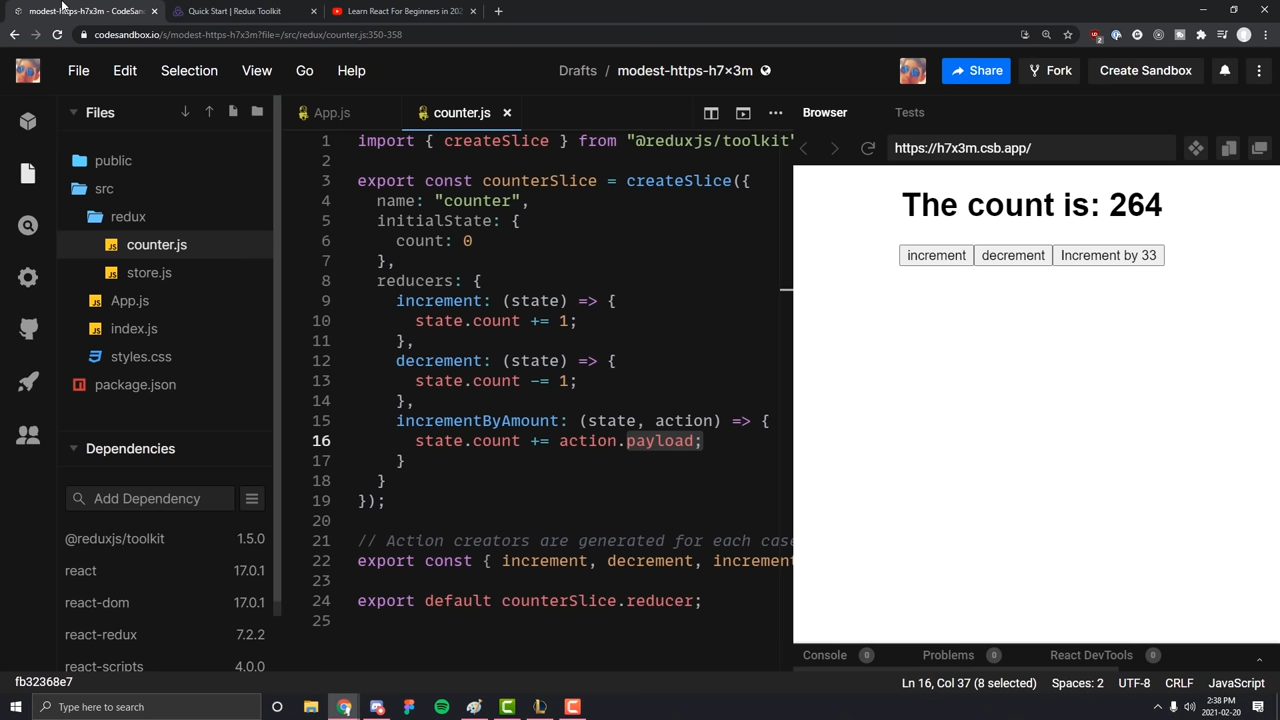 modest-https-h7x3m - CodeSan
Quick Start | Redux Toolkit
Learn React For Beginners in 202
codesandbox.io/s/modest-https-h7x3m?file=/src/redux/counter.js:350-358
File Edit Selection View Go Help
Drafts / modest-https-h7x3m
Share
Fork
Create Sandbox
Files
public
src
redux
counter.js
store.js
App.js
index.js
styles.css
package.json
Dependencies
Add Dependency
@reduxjs/toolkit 1.5.0
react 17.0.1
react-dom 17.0.1
react-redux 7.2.2
react-scripts 4.0.0
fb32368e7
App.js
counter.js
1 import { createSlice } from "@reduxjs/toolkit"
2
3 export const counterSlice = createSlice({
4 name: "counter",
5 initialState: {
6 count: 0
7 },
8 reducers: {
9 increment: (state) => {
10 state.count += 1;
11 },
12 decrement: (state) => {
13 state.count -= 1;
14 },
15 incrementByAmount: (state, action) => {
16 state.count += action.payload;
17 }
18 }
19 });
20
21 // Action creators are generated for each case
22 export const { increment, decrement, increment
23
24 export default counterSlice.reducer;
25
Browser
Tests
https://h7x3m.csb.app/
The count is: 264
increment decrement Increment by 33
Console 0 Problems 0 React DevTools 0
Ln 16, Col 37 (8 selected) Spaces: 2 UTF-8 CRLF JavaScript
Type here to search
2:38 PM
2021-02-20